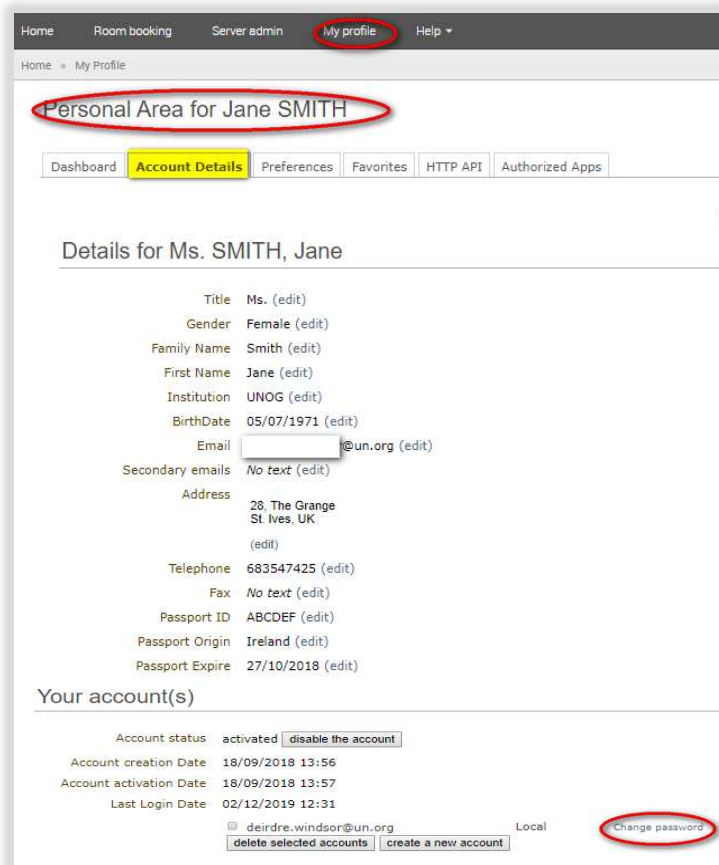 Home Room booking Server admin My profile Help
Home » My Profile
Personal Area for Jane SMITH
Dashboard Account Details Preferences Favorites HTTP API Authorized Apps
Details for Ms. SMITH, Jane
Title Ms. (edit)
Gender Female (edit)
Family Name Smith (edit)
First Name Jane (edit)
Institution UNOG (edit)
BirthDate 05/07/1971 (edit)
Email @un.org (edit)
Secondary emails No text (edit)
Address 28, The Grange
St. Ives, UK
(edit)
Telephone 683547425 (edit)
Fax No text (edit)
Passport ID ABCDEF (edit)
Passport Origin Ireland (edit)
Passport Expire 27/10/2018 (edit)
Your account(s)
Account status activated disable the account
Account creation Date 18/09/2018 13:56
Account activation Date 18/09/2018 13:57
Last Login Date 02/12/2019 12:31
deirdre.windsor@un.org Local Change password
delete selected accounts create a new account